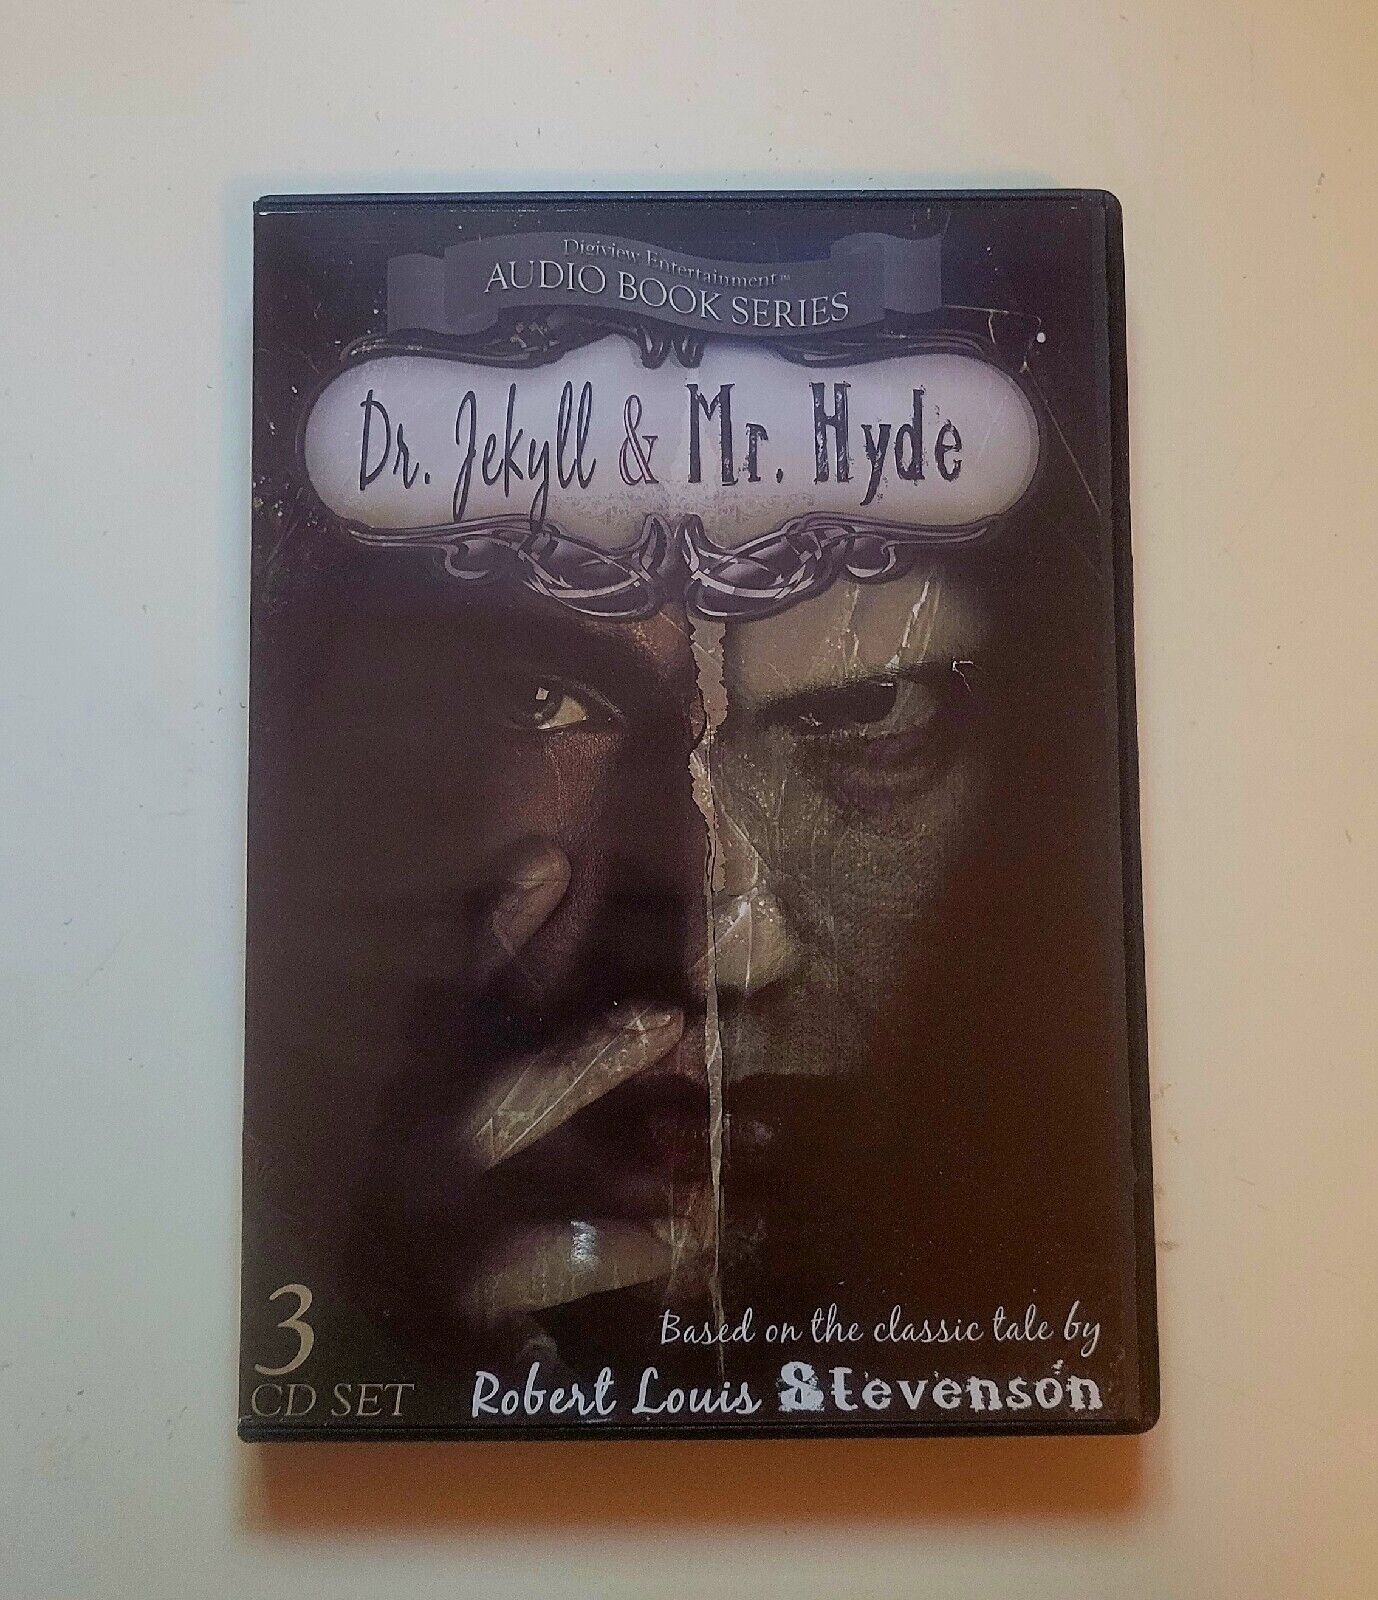 Digiview Entertainment™
AUDIO BOOK SERIES
Dr. Jekyll & Mr. Hyde
3
CD SET
Based on the classic tale by
Robert Louis Stevenson